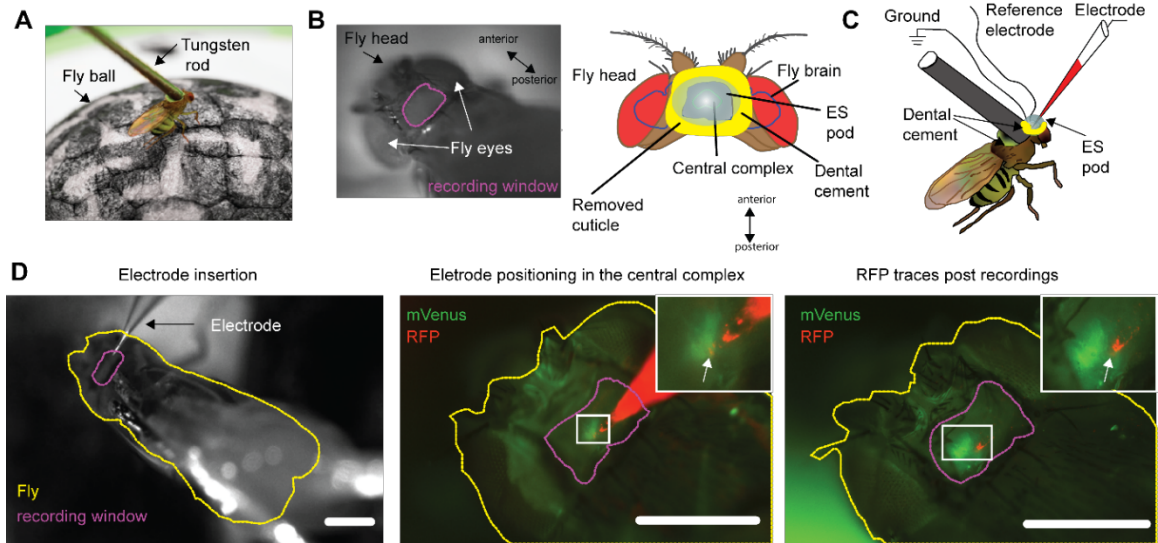 A
Tungsten
rod
Fly ball
B
Fly head
anterior
posterior
Fly eyes
recording window
Fly head
Fly brain
ES
pod
Central complex
Dental
cement
Removed
cuticle
anterior
posterior
C
Ground
Reference
electrode
Electrode
Dental
cement
ES
pod
D
Electrode insertion
Electrode
Fly
recording window
Eletrode positioning in the central complex
mVenus
RFP
RFP traces post recordings
mVenus
RFP